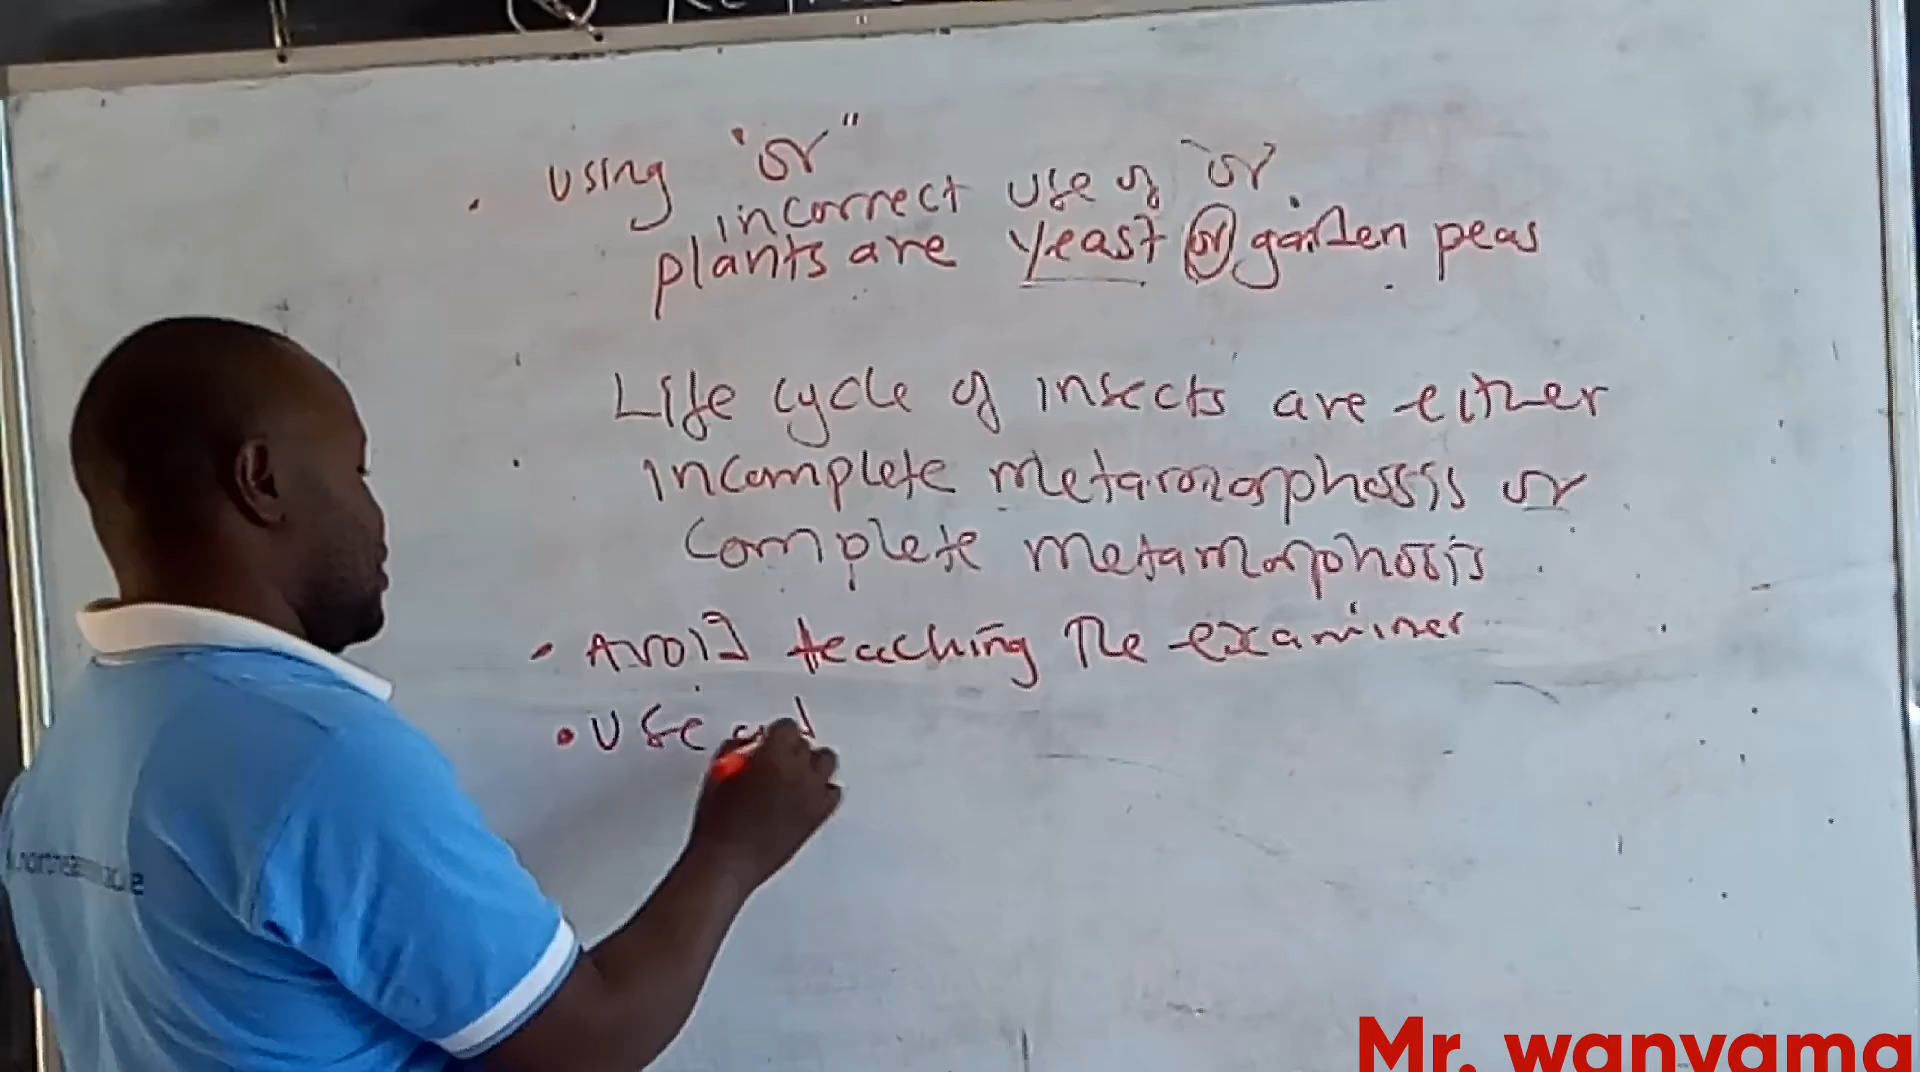 • using "or"
incorrect use of "or"
plants are yeast or garden peas
Life cycle of insects are either
incomplete metamorphosis or
complete metamorphosis
• Avoid teaching the examiner
• Use
Mr. wanyama